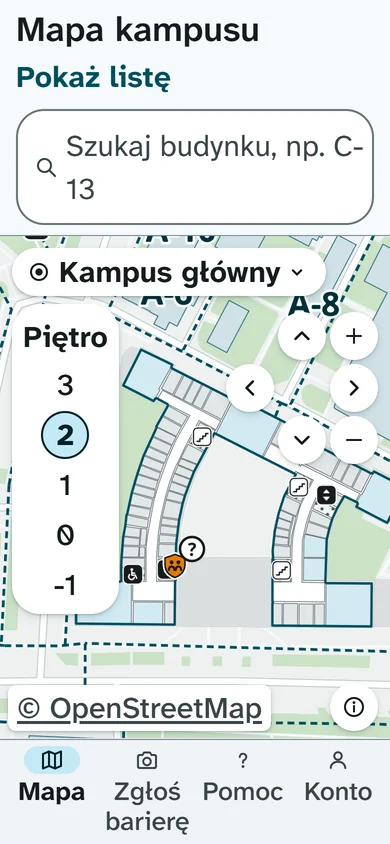 Mapa kampusu
Pokaż listę
Szukaj budynku, np. C-
13
Kampus główny
A-8
Piętro
3
2
1
0
-1
?
© OpenStreetMap
Mapa
Zgłoś
barierę
Pomoc
Konto